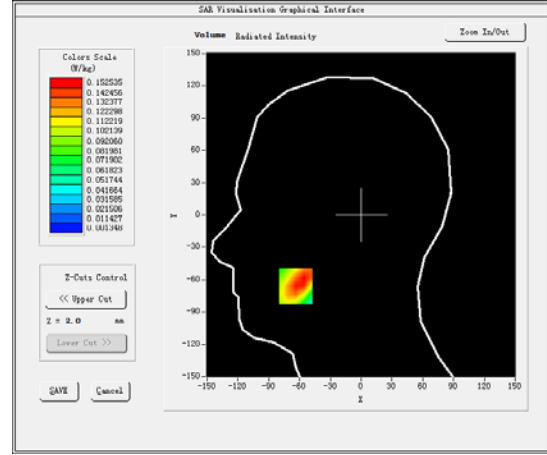 SAR Visualisation Graphical Interface
Volume Radiated Intensity
Zoom In/Out
Colors Scale
(W/kg)
0.152535
0.142456
0.132377
0.122298
0.112219
0.102139
0.092060
0.081981
0.071902
0.061823
0.051744
0.041664
0.031585
0.021506
0.011427
0.001348
150
120
90
60
30
0
-30
-60
-90
-120
-150
Y
-150 -120 -90 -60 -30 0 30 60 90 120 150
X
Z-Cuts Control
<< Upper Cut
Z = 2.0 mm
Lower Cut >>
SAVE Cancel